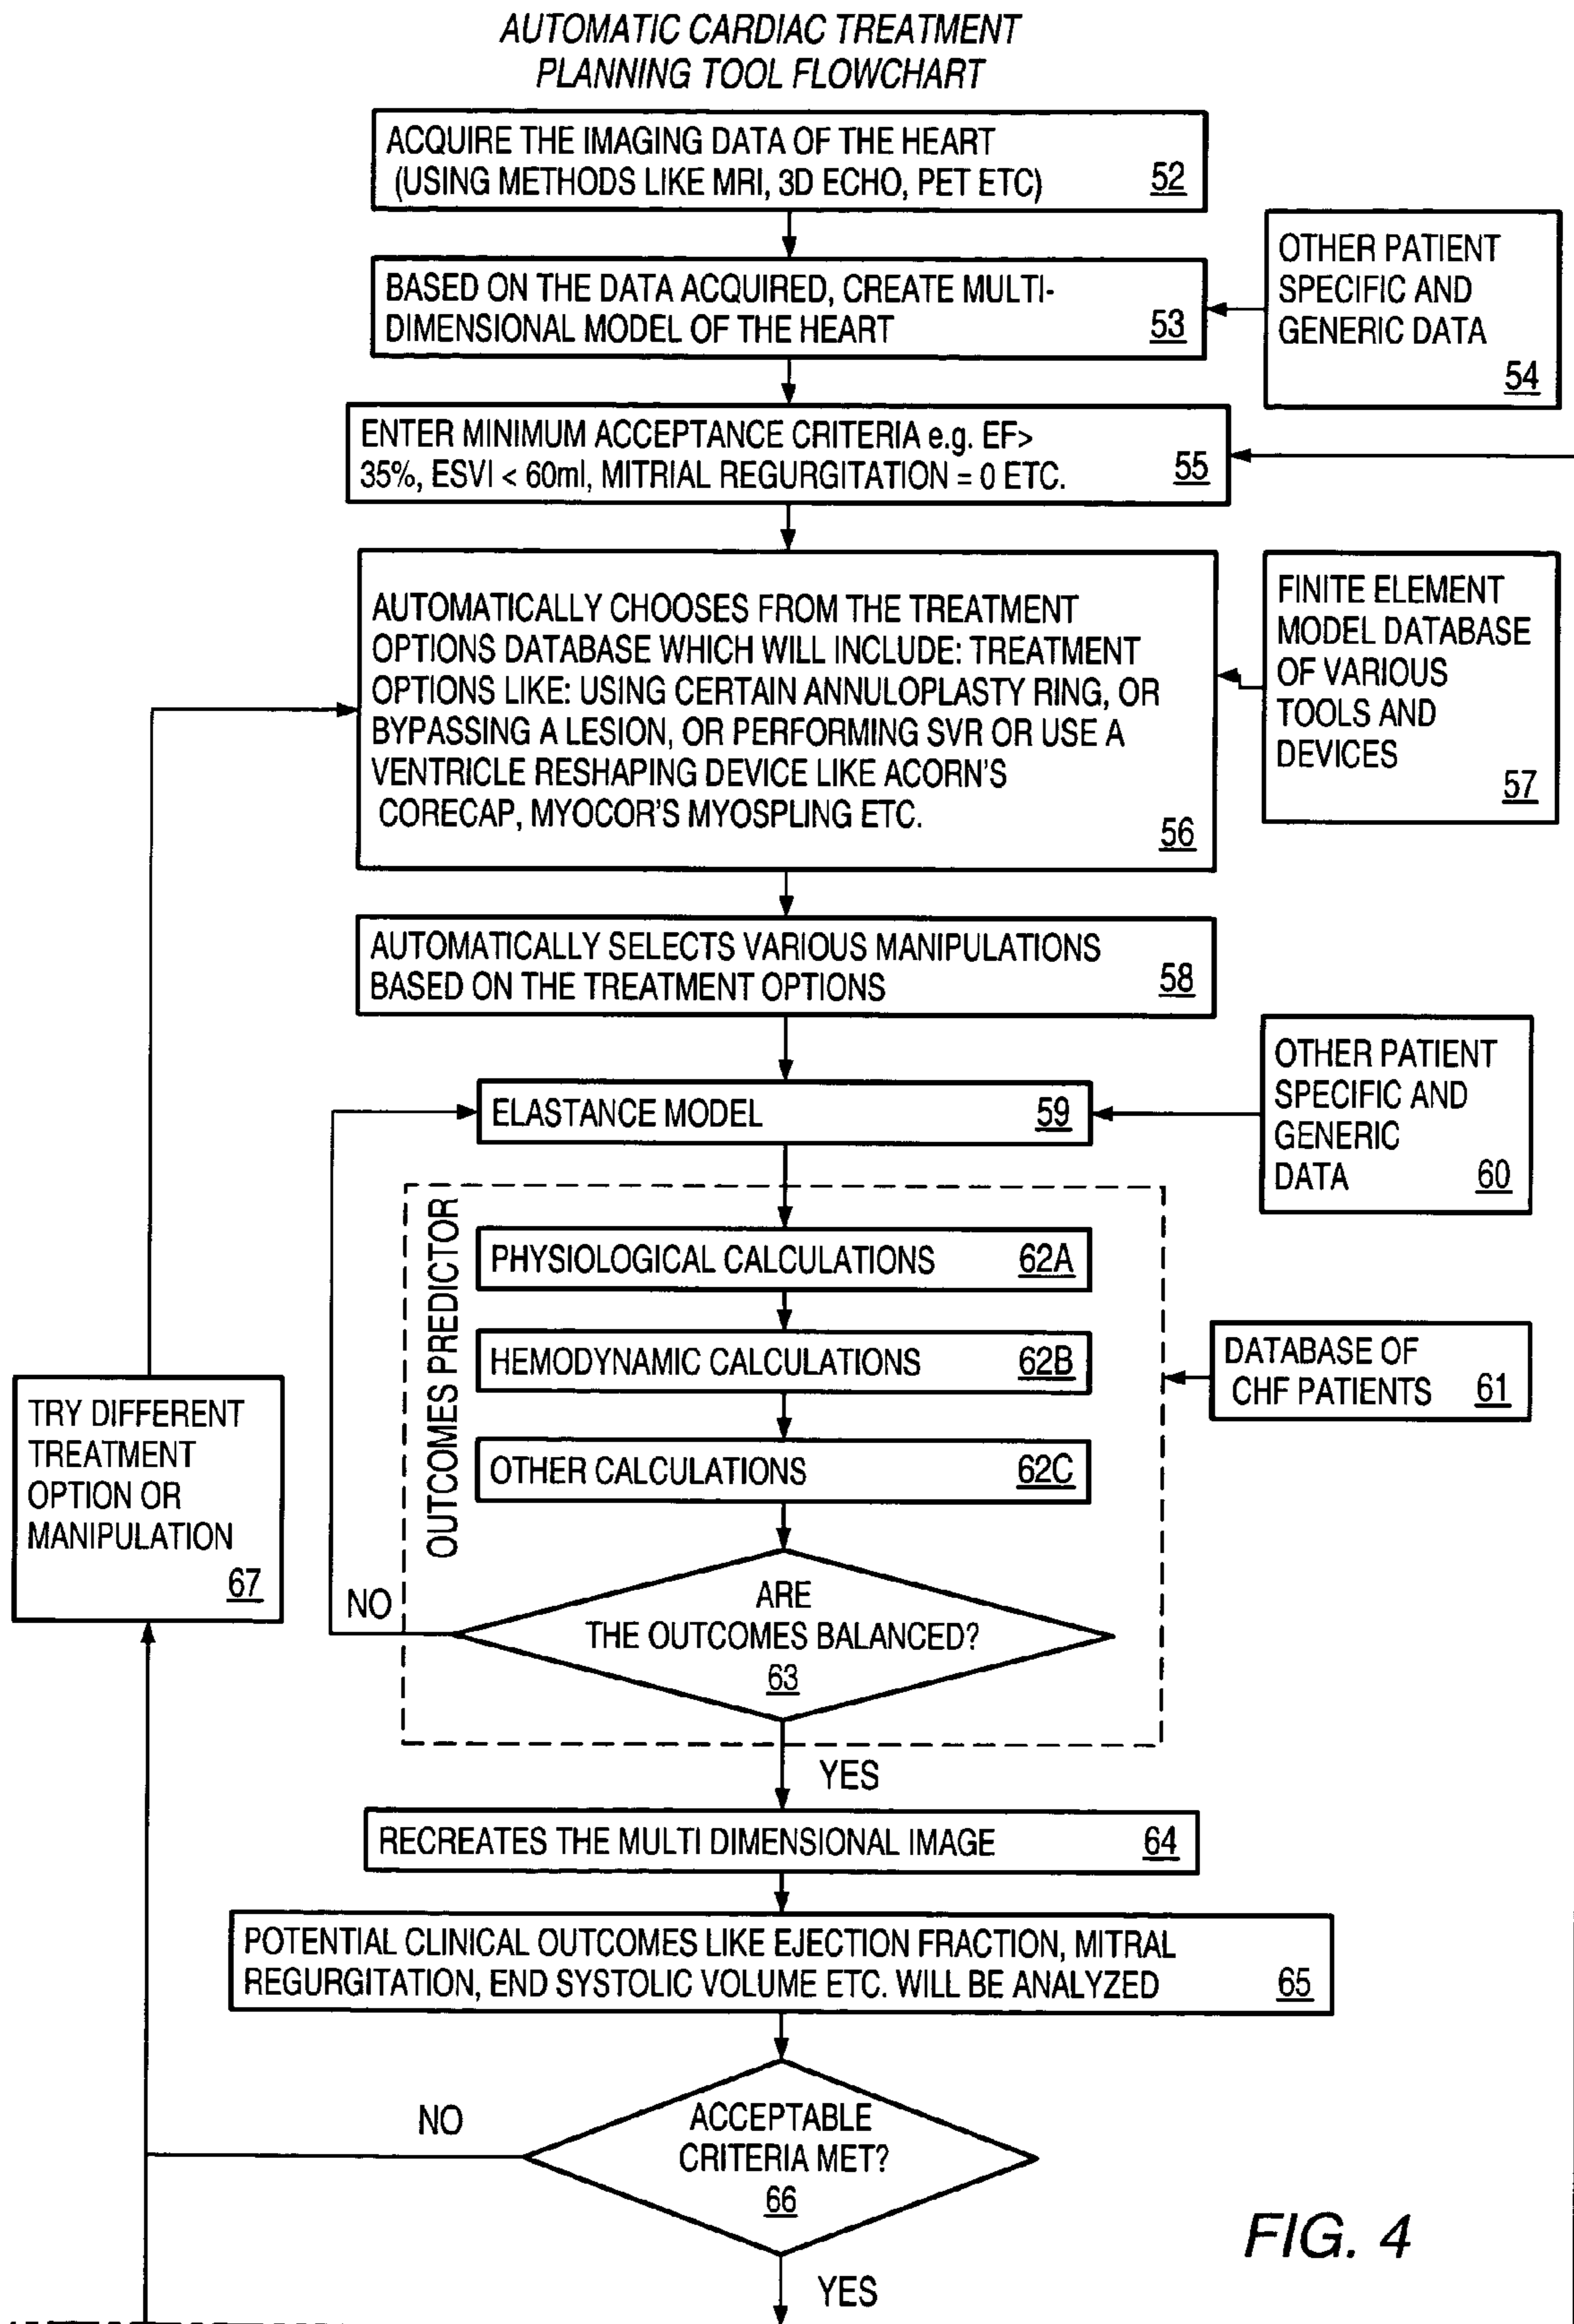 AUTOMATIC CARDIAC TREATMENT
PLANNING TOOL FLOWCHART
ACQUIRE THE IMAGING DATA OF THE HEART
(USING METHODS LIKE MRI, 3D ECHO, PET ETC)
52
BASED ON THE DATA ACQUIRED, CREATE MULTI-
DIMENSIONAL MODEL OF THE HEART
53
OTHER PATIENT
SPECIFIC AND
GENERIC DATA
54
ENTER MINIMUM ACCEPTANCE CRITERIA e.g. EF>
35%, ESVI < 60ml, MITRIAL REGURGITATION = 0 ETC.
55
AUTOMATICALLY CHOOSES FROM THE TREATMENT
OPTIONS DATABASE WHICH WILL INCLUDE: TREATMENT
OPTIONS LIKE: USING CERTAIN ANNULOPLASTY RING, OR
BYPASSING A LESION, OR PERFORMING SVR OR USE A
VENTRICLE RESHAPING DEVICE LIKE ACORN'S
CORECAP, MYOCOR'S MYOSPLING ETC.
56
FINITE ELEMENT
MODEL DATABASE
OF VARIOUS
TOOLS AND
DEVICES
57
AUTOMATICALLY SELECTS VARIOUS MANIPULATIONS
BASED ON THE TREATMENT OPTIONS
58
ELASTANCE MODEL
59
OTHER PATIENT
SPECIFIC AND
GENERIC
DATA
60
OUTCOMES PREDICTOR
PHYSIOLOGICAL CALCULATIONS
62A
HEMODYNAMIC CALCULATIONS
62B
OTHER CALCULATIONS
62C
DATABASE OF
CHF PATIENTS
61
TRY DIFFERENT
TREATMENT
OPTION OR
MANIPULATION
67
NO
ARE
THE OUTCOMES BALANCED?
63
YES
RECREATES THE MULTI DIMENSIONAL IMAGE
64
POTENTIAL CLINICAL OUTCOMES LIKE EJECTION FRACTION, MITRAL
REGURGITATION, END SYSTOLIC VOLUME ETC. WILL BE ANALYZED
65
NO
ACCEPTABLE
CRITERIA MET?
66
YES
FIG. 4